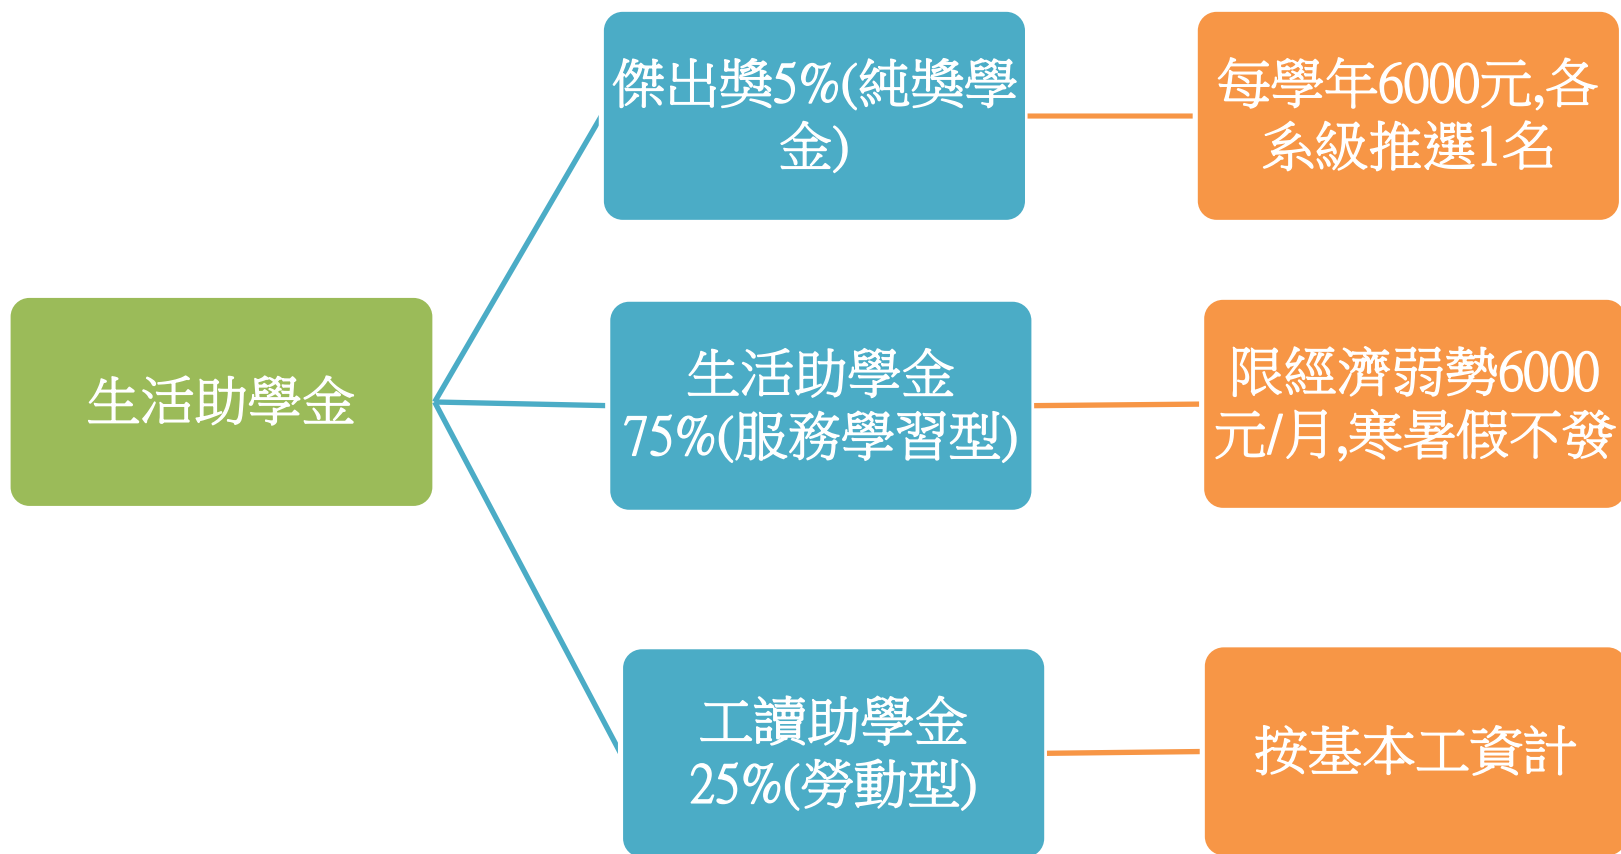 傑出獎5%(純獎學
金)
每學年6000元,各
系級推選1名
生活助學金
生活助學金
75%(服務學習型)
限經濟弱勢6000
元/月,寒暑假不發
工讀助學金
25%(勞動型)
按基本工資計